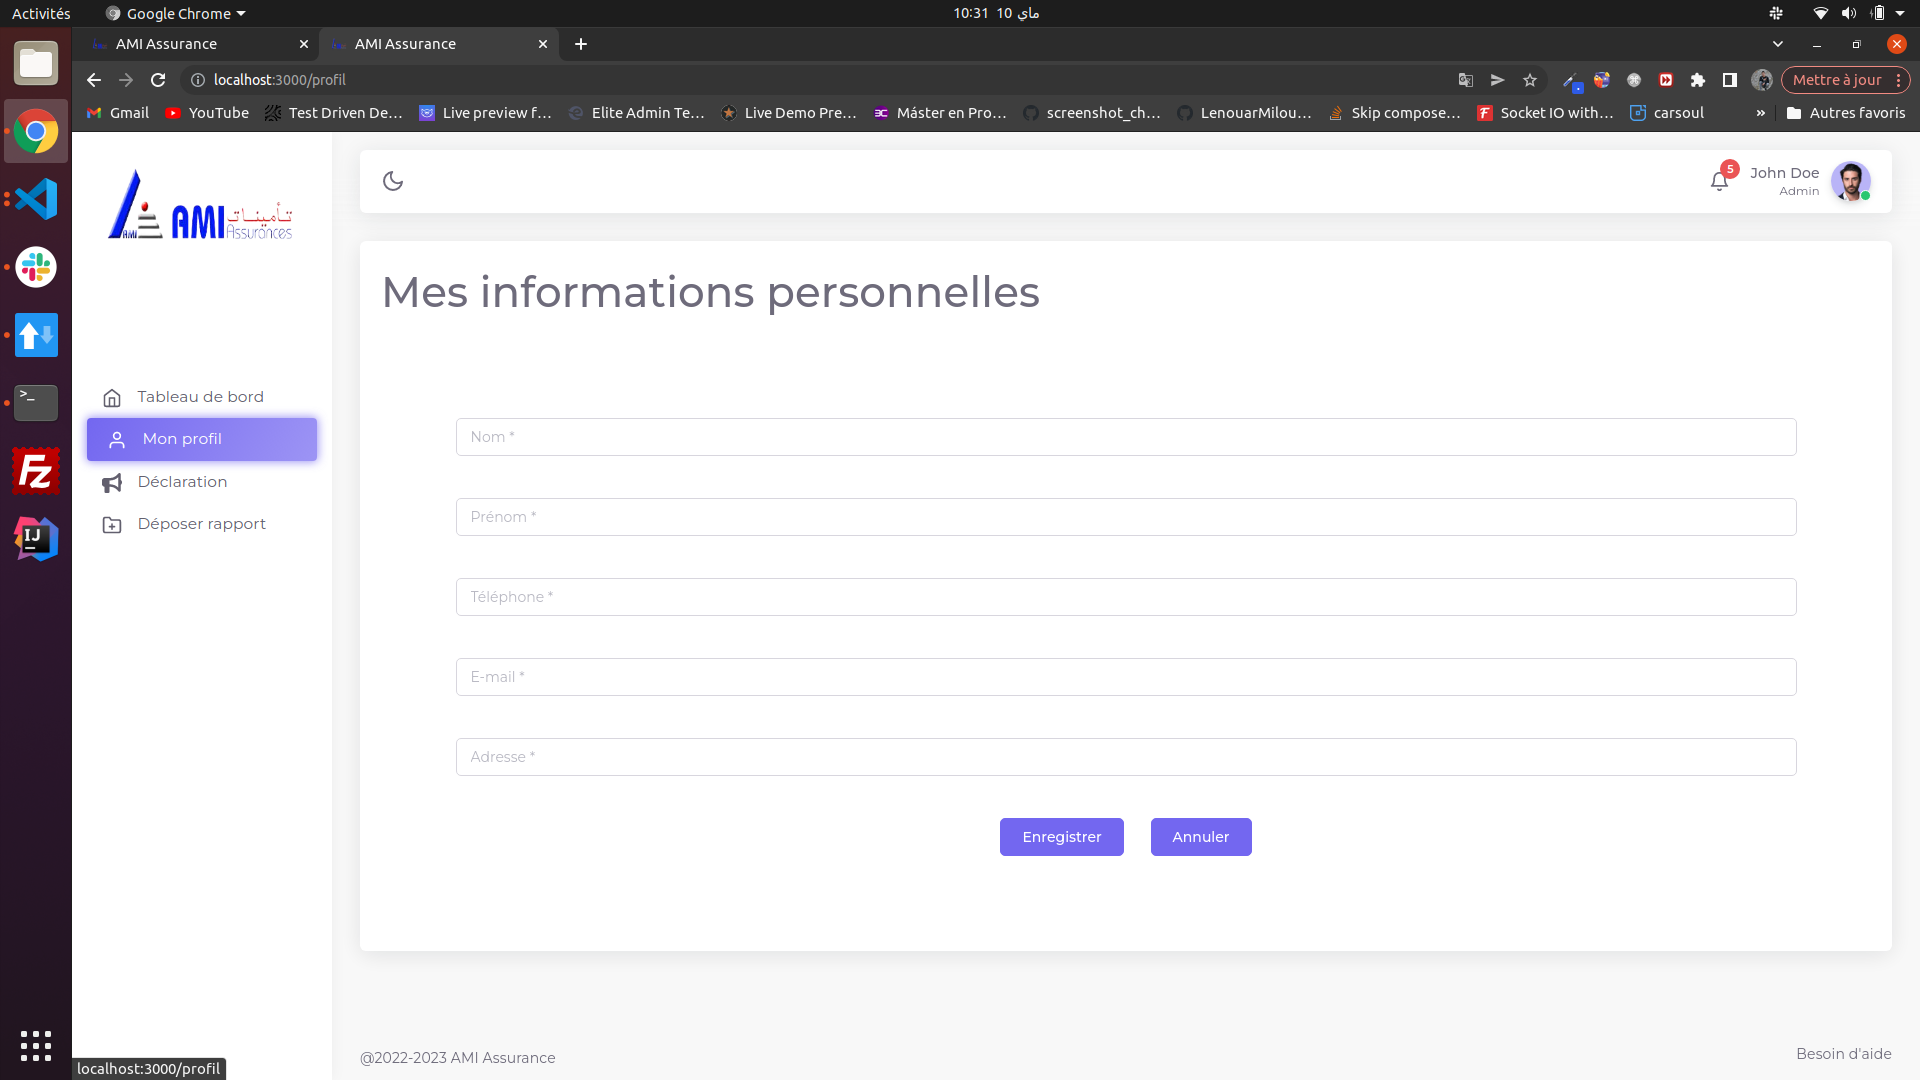 Activités
Google Chrome
10:31 10 ماي
AMI Assurance
AMI Assurance
localhost:3000/profil
Mettre à jour
Gmail
YouTube
Test Driven De…
Live preview f…
Elite Admin Te…
Live Demo Pre…
Máster en Pro…
screenshot_ch…
LenouarMilou…
Skip compose…
Socket IO with…
carsoul
»
Autres favoris
AMI
AMI
تأمينات
Assurances
5
John Doe
Admin
Mes informations personnelles
Tableau de bord
Mon profil
Déclaration
Déposer rapport
Nom *
Prénom *
Téléphone *
E-mail *
Adresse *
Enregistrer
Annuler
@2022-2023 AMI Assurance
Besoin d'aide
localhost:3000/profil
>_
Fz
IJ